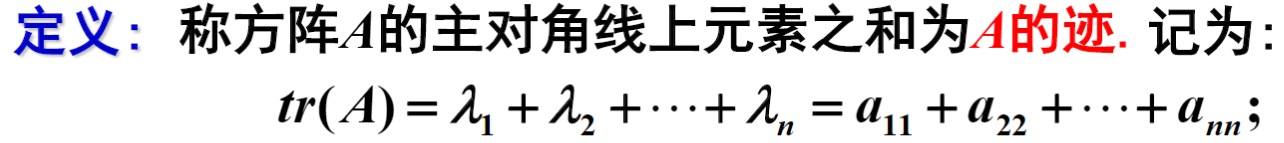 定义: 称方阵A的主对角线上元素之和为A的迹. 记为:
tr(A) = λ₁ + λ₂ + ⋯ + λₙ = a₁₁ + a₂₂ + ⋯ + aₙₙ;